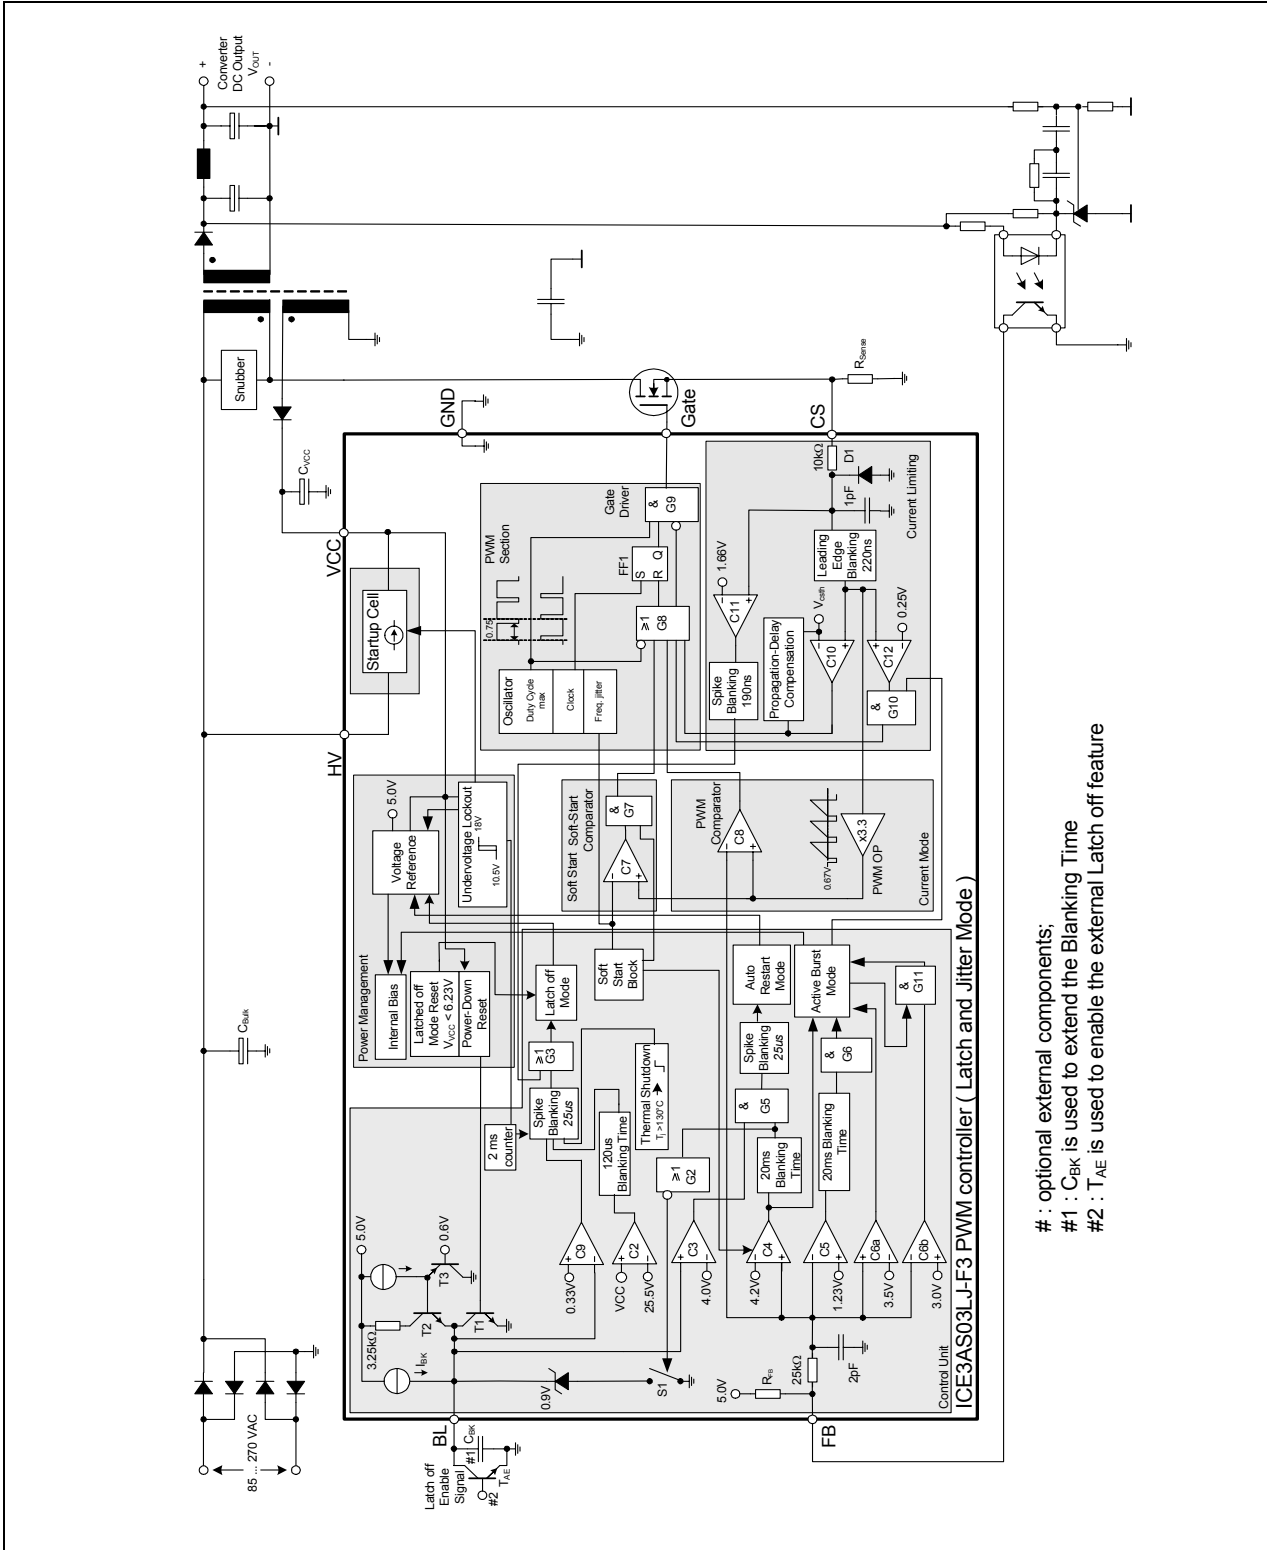 85 ... 270 VAC
C_Bulk
Snubber
+
Converter
DC Output
V_OUT
-
C_VCC
HV
VCC
GND
Startup Cell
Power Management
Internal Bias
Voltage
Reference
5.0V
Latched off
Mode Reset
V_VCC < 6.23V
Power-Down
Reset
Undervoltage Lockout
18V
10.5V
Latch off
Enable
Signal
#2
T_AE
#1
C_BK
BL
I_BK
3.25kΩ
5.0V
T2
T3
0.6V
T1
0.9V
S1
2 ms
counter
Spike
Blanking
25us
≥1
G3
Latch off
Mode
0.33V
+
−
C9
VCC
25.5V
+
−
C2
120us
Blanking Time
Thermal Shutdown
Tj >130°C
≥1
G2
4.0V
+
−
C3
4.2V
−
+
C4
20ms
Blanking
Time
&
G5
Spike
Blanking
25us
Auto
Restart
Mode
1.23V
−
+
C5
20ms Blanking
Time
&
G6
Active Burst
Mode
3.5V
+
−
C6a
3.0V
−
+
C6b
&
G11
5.0V
R_FB
25kΩ
2pF
FB
Control Unit
Soft
Start
Block
Soft Start
Soft-Start
Comparator
−
+
C7
&
G7
PWM
Comparator
−
+
C8
0.67V
x3.3
PWM OP
Current Mode
Oscillator
Duty Cycle
max
Clock
Freq. jitter
0.75
PWM
Section
≥1
G8
FF1
S
R
Q
Gate
Driver
&
G9
Gate
1.66V
−
+
C11
Spike
Blanking
190ns
Propagation-Delay
Compensation
V_csth
−
+
C10
+
−
C12
0.25V
&
G10
Leading
Edge
Blanking
220ns
10kΩ
D1
1pF
Current Limiting
CS
R_Sense
ICE3AS03LJ-F3 PWM controller ( Latch and Jitter Mode )
# : optional external components;
#1 : C_BK is used to extend the Blanking Time
#2 : T_AE is used to enable the external Latch off feature